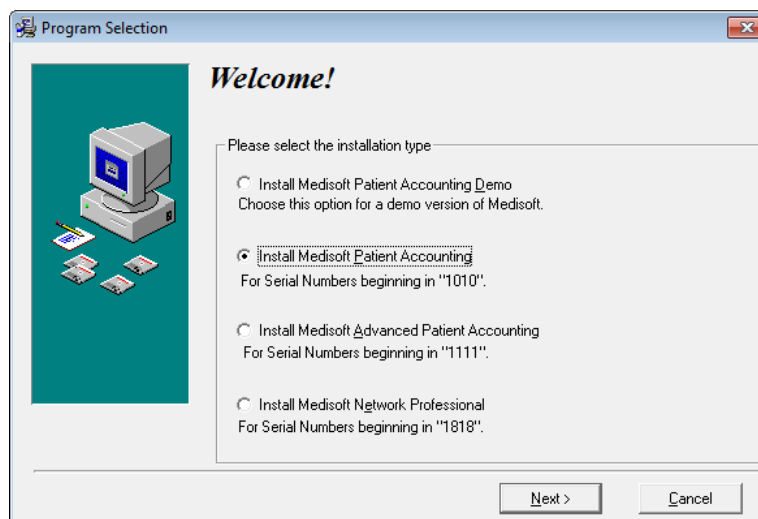 Program Selection
Welcome!
Please select the installation type
Install Medisoft Patient Accounting Demo
Choose this option for a demo version of Medisoft.
Install Medisoft Patient Accounting
For Serial Numbers beginning in "1010".
Install Medisoft Advanced Patient Accounting
For Serial Numbers beginning in "1111".
Install Medisoft Network Professional
For Serial Numbers beginning in "1818".
Next >
Cancel